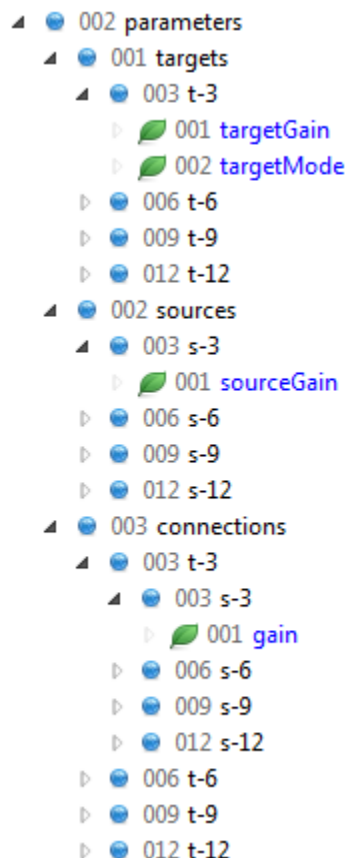 002 parameters
001 targets
003 t-3
001 targetGain
002 targetMode
006 t-6
009 t-9
012 t-12
002 sources
003 s-3
001 sourceGain
006 s-6
009 s-9
012 s-12
003 connections
003 t-3
003 s-3
001 gain
006 s-6
009 s-9
012 s-12
006 t-6
009 t-9
012 t-12